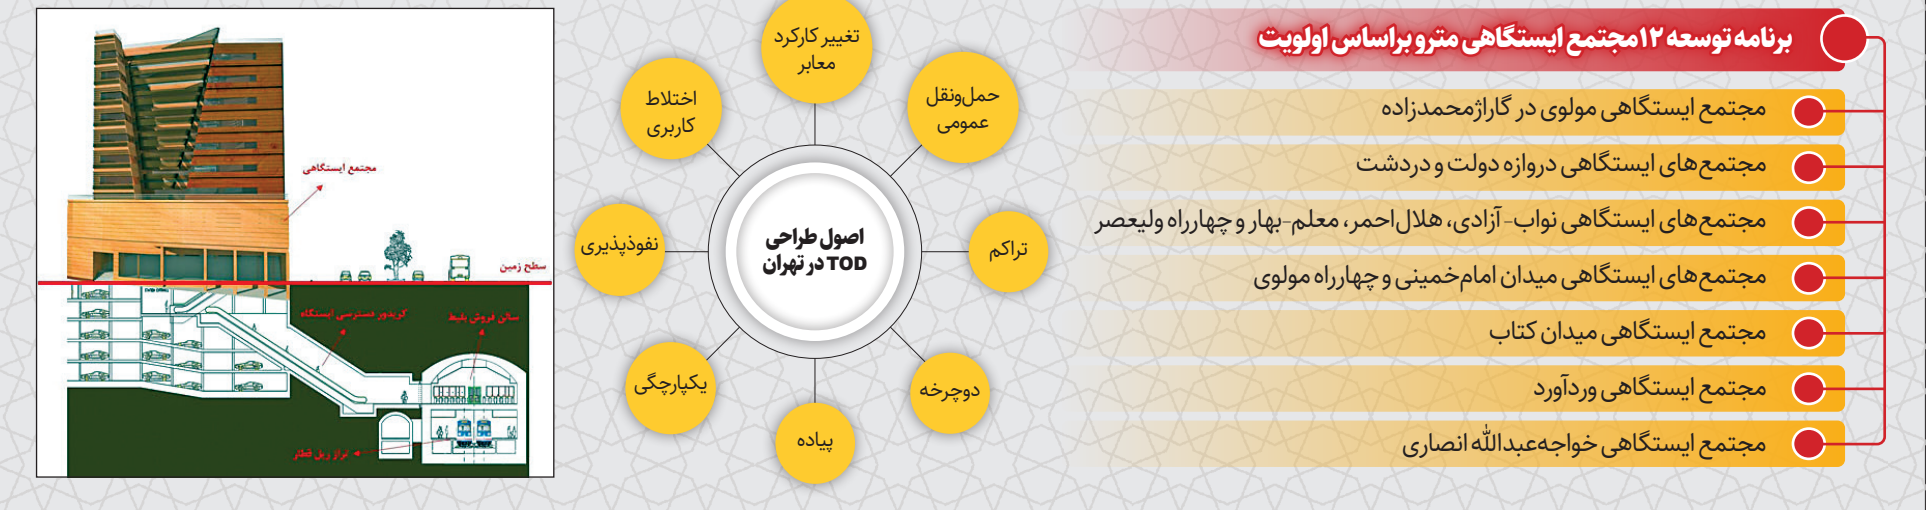 برنامه توسعه ۱۲مجتمع ایستگاهی مترو براساس اولویت
مجتمع ایستگاهی مولوی در گاراژمحمدزاده
مجتمع‌های ایستگاهی دروازه دولت و دردشت
مجتمع‌های ایستگاهی نواب- آزادی، هلال‌احمر، معلم-بهار و چهارراه ولیعصر
مجتمع‌های ایستگاهی میدان امام‌خمینی و چهارراه مولوی
مجتمع ایستگاهی میدان کتاب
مجتمع ایستگاهی وردآورد
مجتمع ایستگاهی خواجه‌عبدالله انصاری
اصول طراحی
TOD در تهران
تغییر کارکرد
معابر
حمل‌ونقل
عمومی
تراکم
دوچرخه
پیاده
یکپارچگی
نفوذپذیری
اختلاط
کاربری
مجتمع ایستگاهی
سطح زمین
کریدور دسترسی ایستگاه
سالن فروش بلیط
تراز ریل قطار